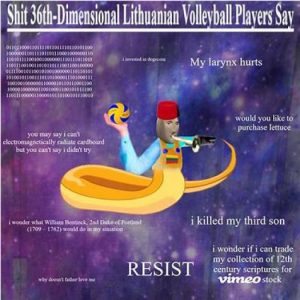 Shit 36th-Dimensional Lithuanian Volleyball Players Say
i invested in dogecoin
My larynx hurts
you may say i can't
electromagnetically radiate cardboard
but you can't say i didn't try
would you like to
purchase lettuce
i wonder what William Bentinck, 2nd Duke of Portland
(1709 – 1762) would do in my situation
i killed my third son
why doesn't father love me
RESIST
i wonder if i can trade
my collection of 12th
century scriptures for
vimeo stock